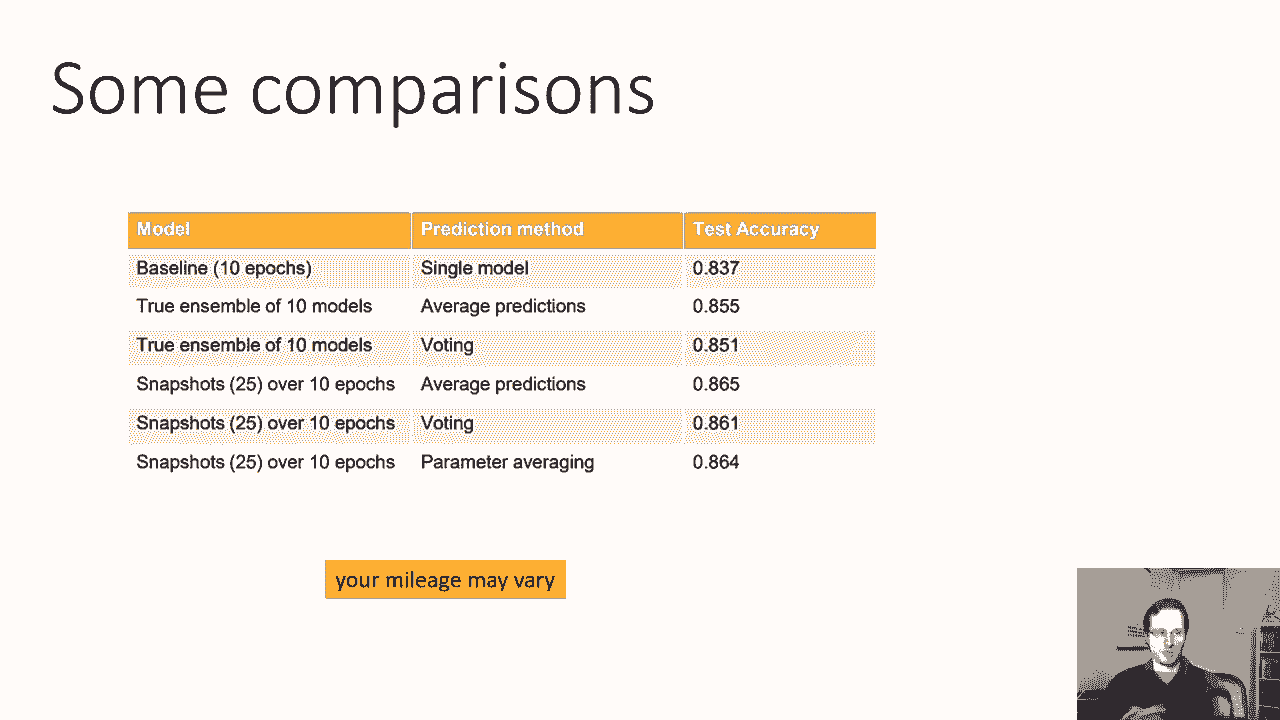 Some comparisons
Model Prediction method Test Accuracy
Baseline (10 epochs) Single model 0.837
True ensemble of 10 models Average predictions 0.855
True ensemble of 10 models Voting 0.851
Snapshots (25) over 10 epochs Average predictions 0.865
Snapshots (25) over 10 epochs Voting 0.861
Snapshots (25) over 10 epochs Parameter averaging 0.864
your mileage may vary